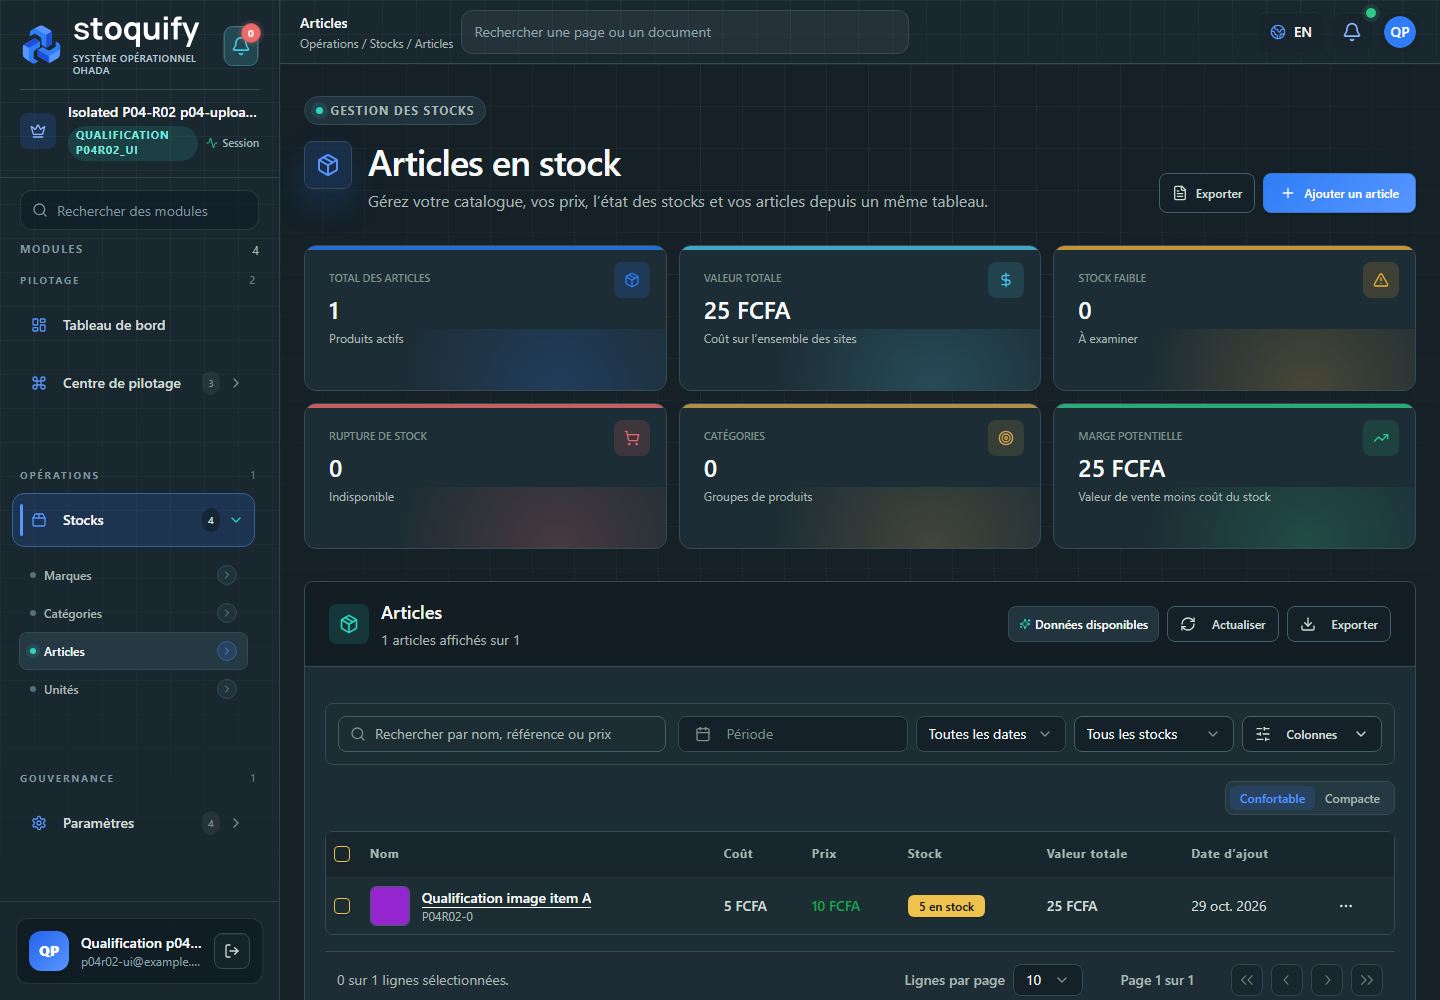 stoquify
SYSTÈME OPÉRATIONNEL
OHADA
0
Isolated P04-R02 p04-uploa...
QUALIFICATION
P04R02_UI
Session
Rechercher des modules
MODULES 4
PILOTAGE 2
Tableau de bord
Centre de pilotage 3
OPÉRATIONS 1
Stocks 4
Marques
Catégories
Articles
Unités
GOUVERNANCE 1
Paramètres 4
QP
Qualification p04...
p04r02-ui@example....
Articles
Opérations / Stocks / Articles
Rechercher une page ou un document
EN
QP
GESTION DES STOCKS
Articles en stock
Gérez votre catalogue, vos prix, l’état des stocks et vos articles depuis un même tableau.
Exporter
Ajouter un article
TOTAL DES ARTICLES
1
Produits actifs
VALEUR TOTALE
25 FCFA
Coût sur l’ensemble des sites
STOCK FAIBLE
0
À examiner
RUPTURE DE STOCK
0
Indisponible
CATÉGORIES
0
Groupes de produits
MARGE POTENTIELLE
25 FCFA
Valeur de vente moins coût du stock
Articles
1 articles affichés sur 1
Données disponibles
Actualiser
Exporter
Rechercher par nom, référence ou prix
Période
Toutes les dates
Tous les stocks
Colonnes
Confortable
Compacte
Nom Coût Prix Stock Valeur totale Date d’ajout
Qualification image item A
P04R02-0
5 FCFA 10 FCFA 5 en stock 25 FCFA 29 oct. 2026
0 sur 1 lignes sélectionnées.
Lignes par page 10
Page 1 sur 1